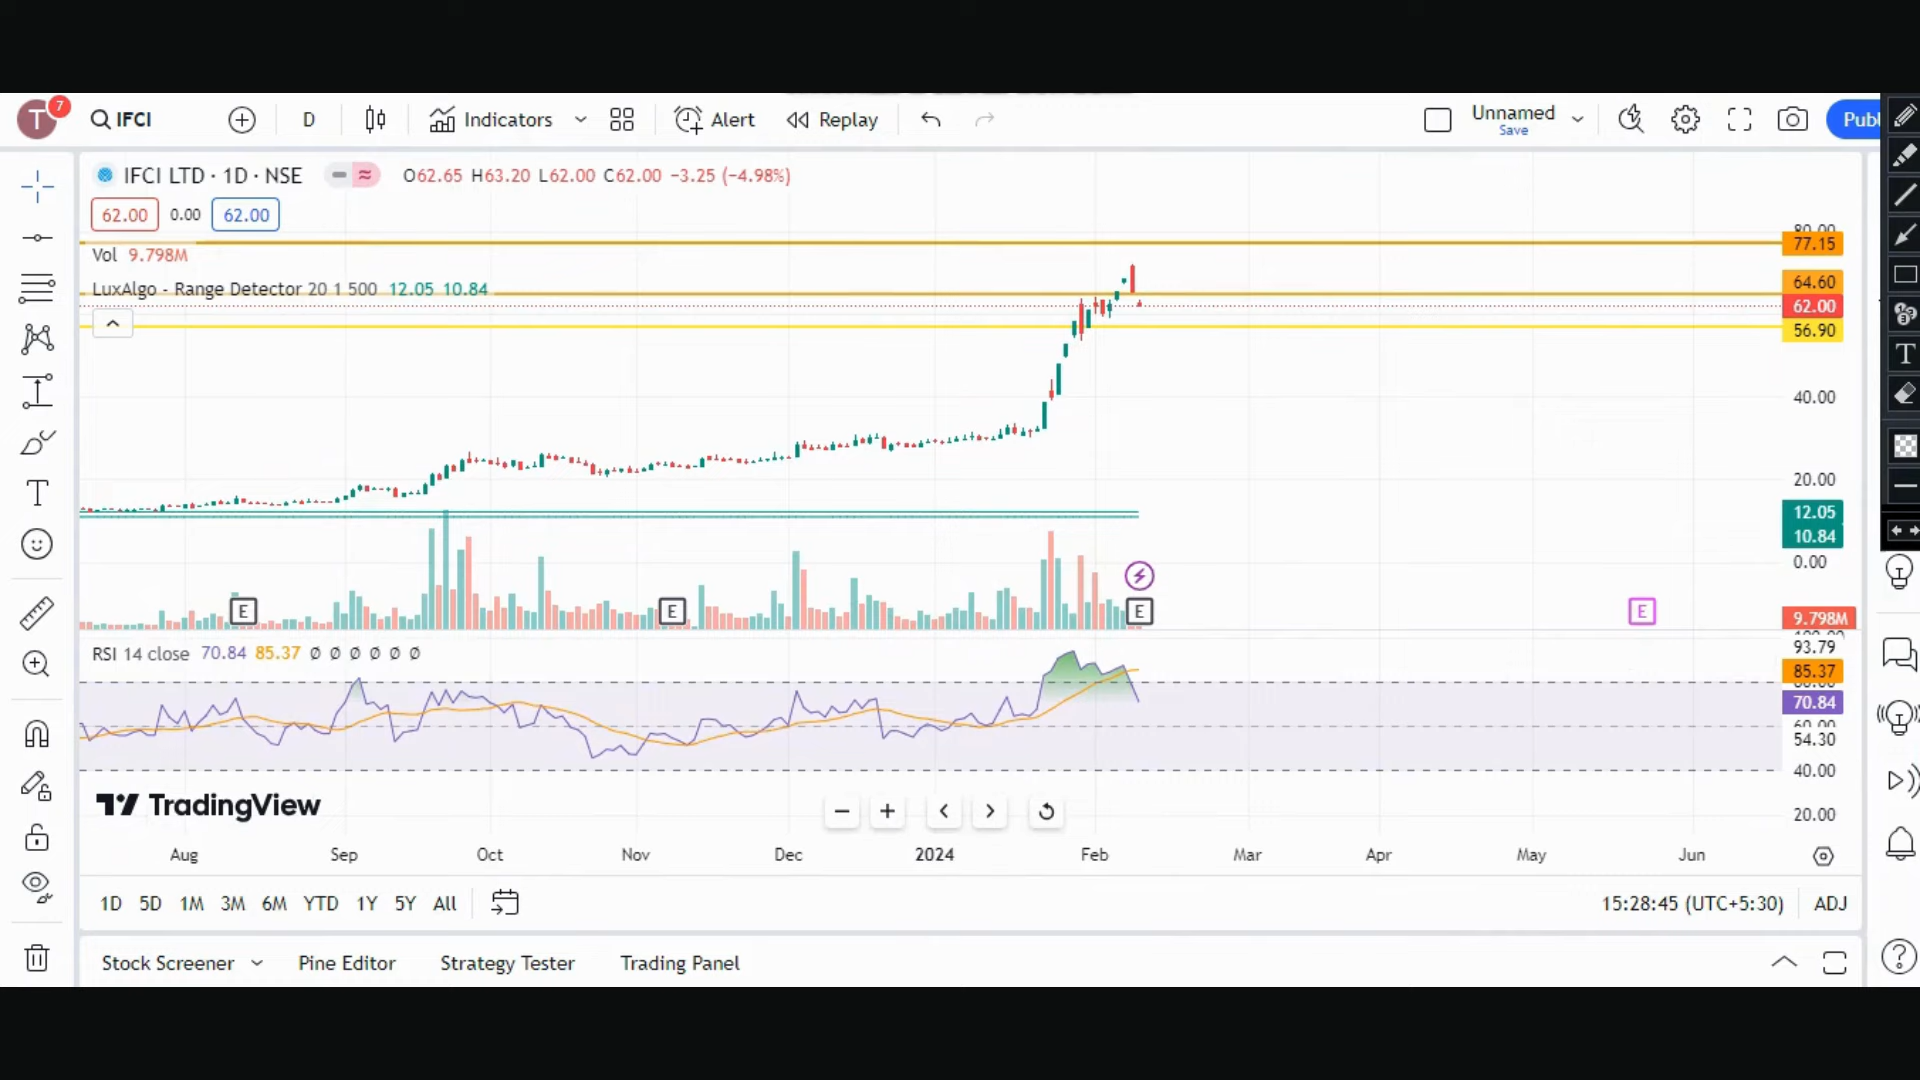 T 7 IFCI D Indicators Alert Replay Unnamed Save Publ
IFCI LTD · 1D · NSE O62.65 H63.20 L62.00 C62.00 −3.25 (−4.98%)
62.00 0.00 62.00
80.00
77.15
Vol 9.798M
LuxAlgo - Range Detector 20 1 500 12.05 10.84
64.60
62.00
56.90
40.00
20.00
12.05
10.84
0.00
E E E E
9.798M
RSI 14 close 70.84 85.37 ∅ ∅ ∅ ∅ ∅ ∅
93.79
85.37
70.84
60.00
54.30
40.00
TradingView
20.00
Aug Sep Oct Nov Dec 2024 Feb Mar Apr May Jun
1D 5D 1M 3M 6M YTD 1Y 5Y All 15:28:45 (UTC+5:30) ADJ
Stock Screener Pine Editor Strategy Tester Trading Panel